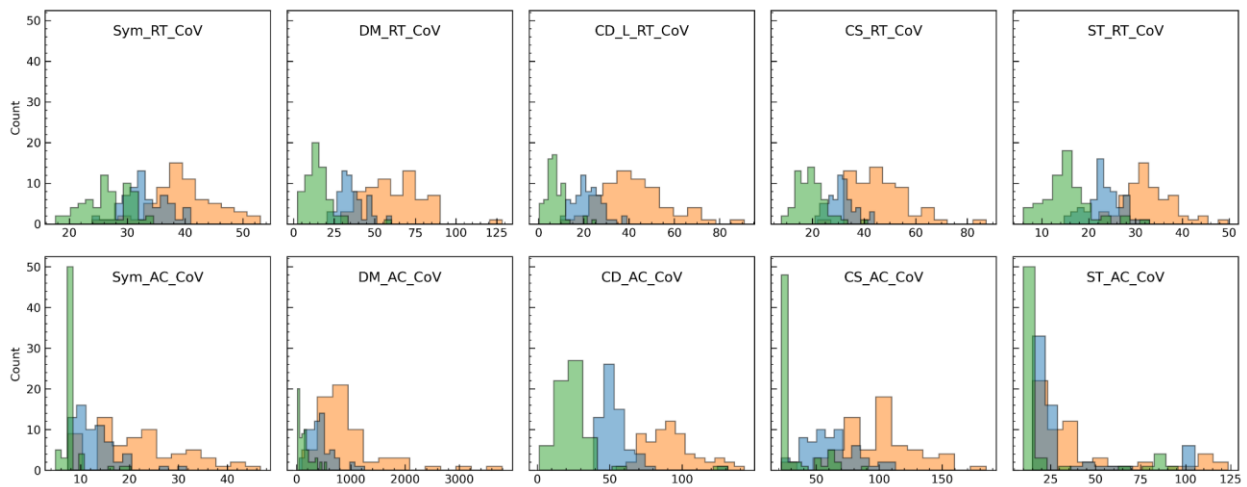 Sym_RT_CoV
DM_RT_CoV
CD_L_RT_CoV
CS_RT_CoV
ST_RT_CoV
50
40
30
20
10
0
Count
20 30 40 50
0 25 50 75 100 125
0 20 40 60 80
20 40 60 80
10 20 30 40 50
Sym_AC_CoV
DM_AC_CoV
CD_AC_CoV
CS_AC_CoV
ST_AC_CoV
50
40
30
20
10
0
Count
10 20 30 40
0 1000 2000 3000
0 50 100
50 100 150
25 50 75 100 125